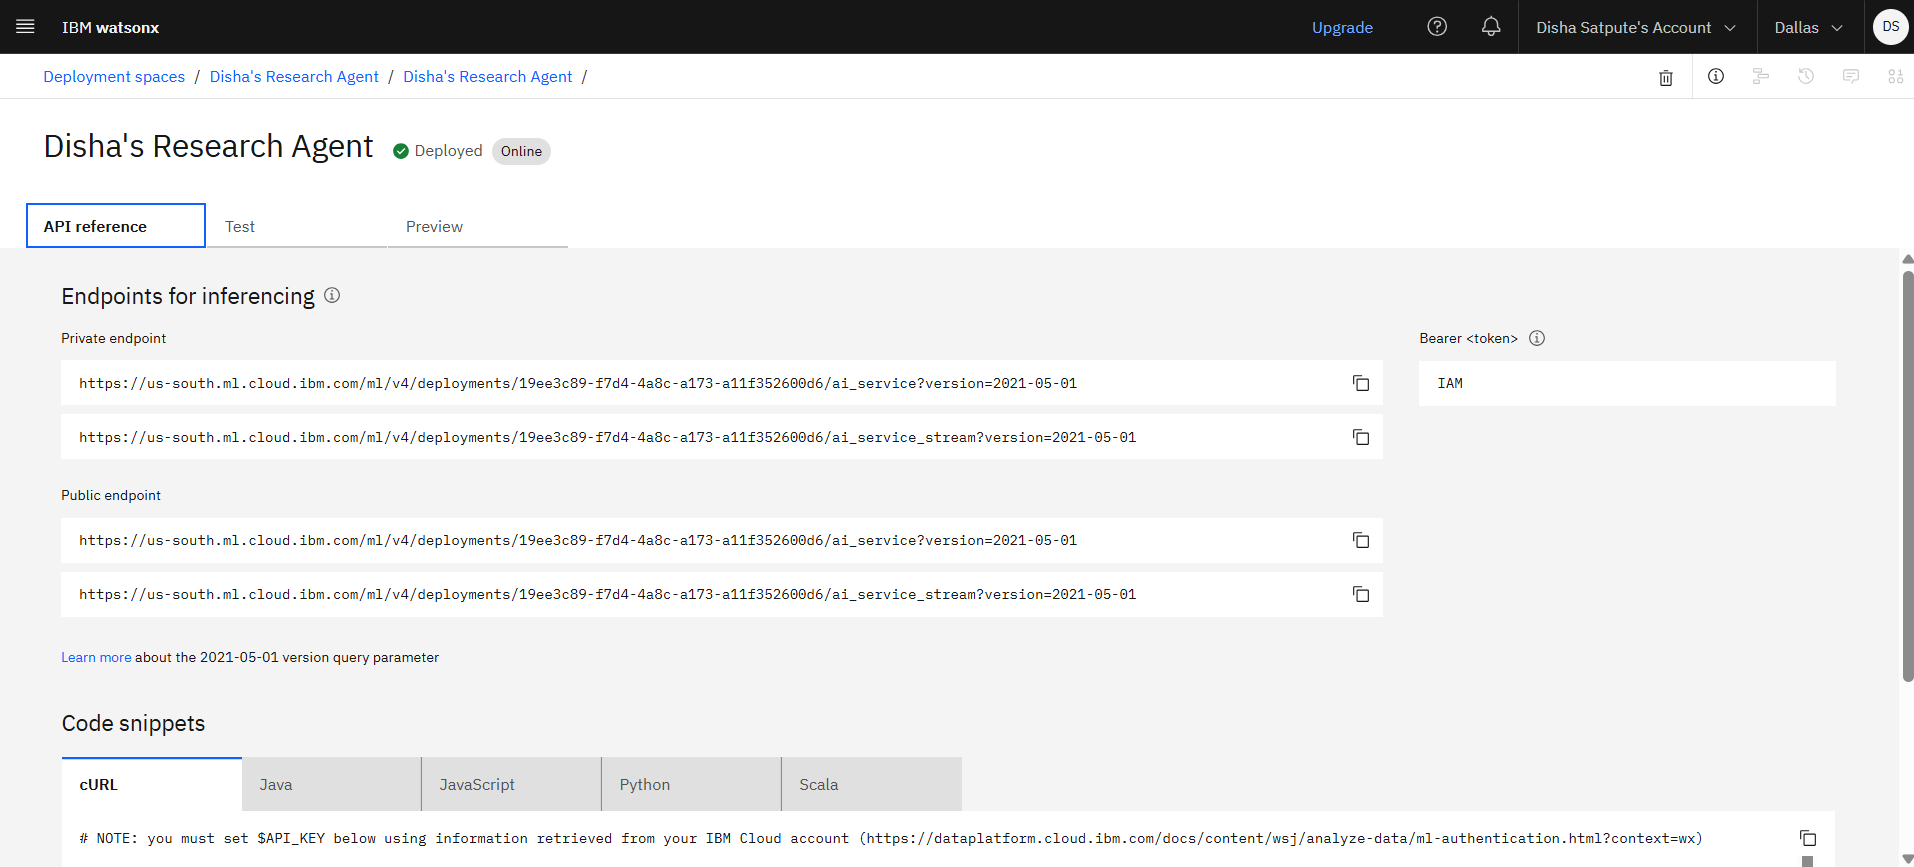 IBM watsonx
Upgrade
Disha Satpute's Account
Dallas
DS
Deployment spaces / Disha's Research Agent / Disha's Research Agent /
Disha's Research Agent
Deployed
Online
API reference
Test
Preview
Endpoints for inferencing
Private endpoint
Bearer <token>
https://us-south.ml.cloud.ibm.com/ml/v4/deployments/19ee3c89-f7d4-4a8c-a173-a11f352600d6/ai_service?version=2021-05-01
IAM
https://us-south.ml.cloud.ibm.com/ml/v4/deployments/19ee3c89-f7d4-4a8c-a173-a11f352600d6/ai_service_stream?version=2021-05-01
Public endpoint
https://us-south.ml.cloud.ibm.com/ml/v4/deployments/19ee3c89-f7d4-4a8c-a173-a11f352600d6/ai_service?version=2021-05-01
https://us-south.ml.cloud.ibm.com/ml/v4/deployments/19ee3c89-f7d4-4a8c-a173-a11f352600d6/ai_service_stream?version=2021-05-01
Learn more about the 2021-05-01 version query parameter
Code snippets
cURL
Java
JavaScript
Python
Scala
# NOTE: you must set $API_KEY below using information retrieved from your IBM Cloud account (https://dataplatform.cloud.ibm.com/docs/content/wsj/analyze-data/ml-authentication.html?context=wx)